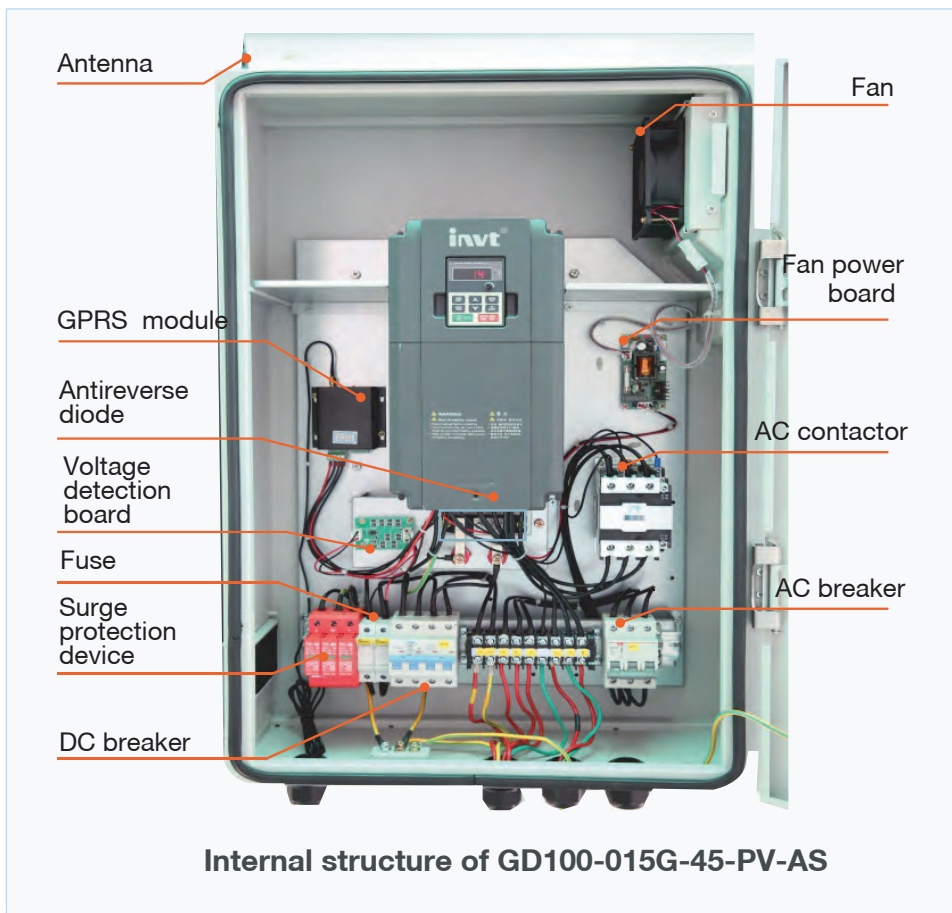 Antenna
Fan
invt
Fan power
board
GPRS module
Antireverse
diode
WARNING
AC contactor
Voltage
detection
board
Fuse
AC breaker
Surge
protection
device
DC breaker
Internal structure of GD100-015G-45-PV-AS